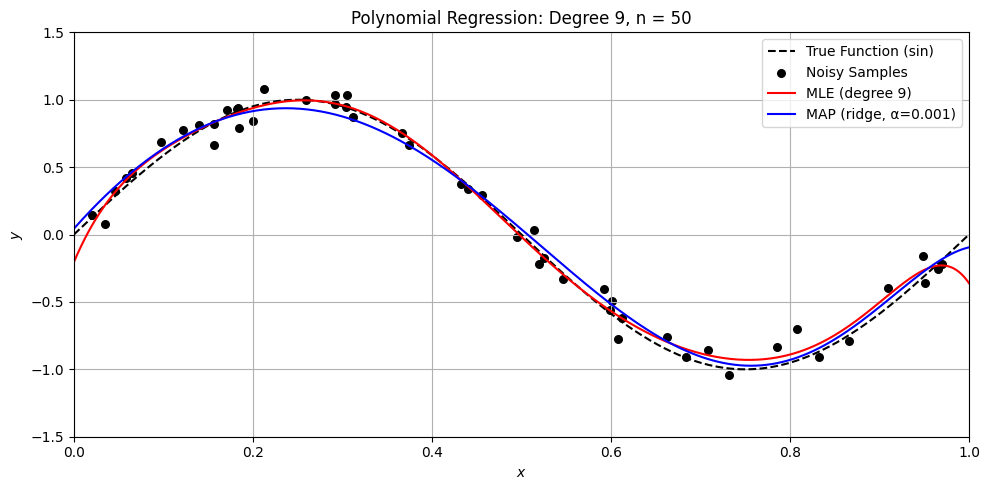 Polynomial Regression: Degree 9, n = 50
1.5
1.0
0.5
0.0
−0.5
−1.0
−1.5
y
True Function (sin)
Noisy Samples
MLE (degree 9)
MAP (ridge, α=0.001)
0.0 0.2 0.4 0.6 0.8 1.0
x